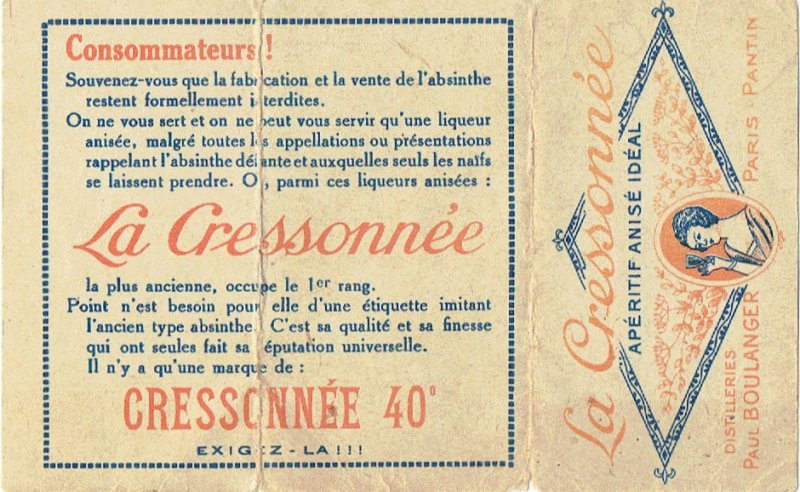 Consommateurs !
Souvenez-vous que la fabrication et la vente de l'absinthe
restent formellement interdites.
On ne vous sert et on ne peut vous servir qu'une liqueur
anisée, malgré toutes les appellations ou présentations
rappelant l'absinthe défiante et auxquelles seuls les naïfs
se laissent prendre. Or, parmi ces liqueurs anisées :
La Cressonnée
la plus ancienne, occupe le 1er rang.
Point n'est besoin pour elle d'une étiquette imitant
l'ancien type absinthe. C'est sa qualité et sa finesse
qui ont seules fait sa réputation universelle.
Il n'y a qu'une marque de :
CRESSONNÉE 40°
EXIGEZ - LA!!!
La Cressonnée
APÉRITIF ANISÉ IDÉAL
DISTILLERIES
PAUL BOULANGER
PARIS - PANTIN